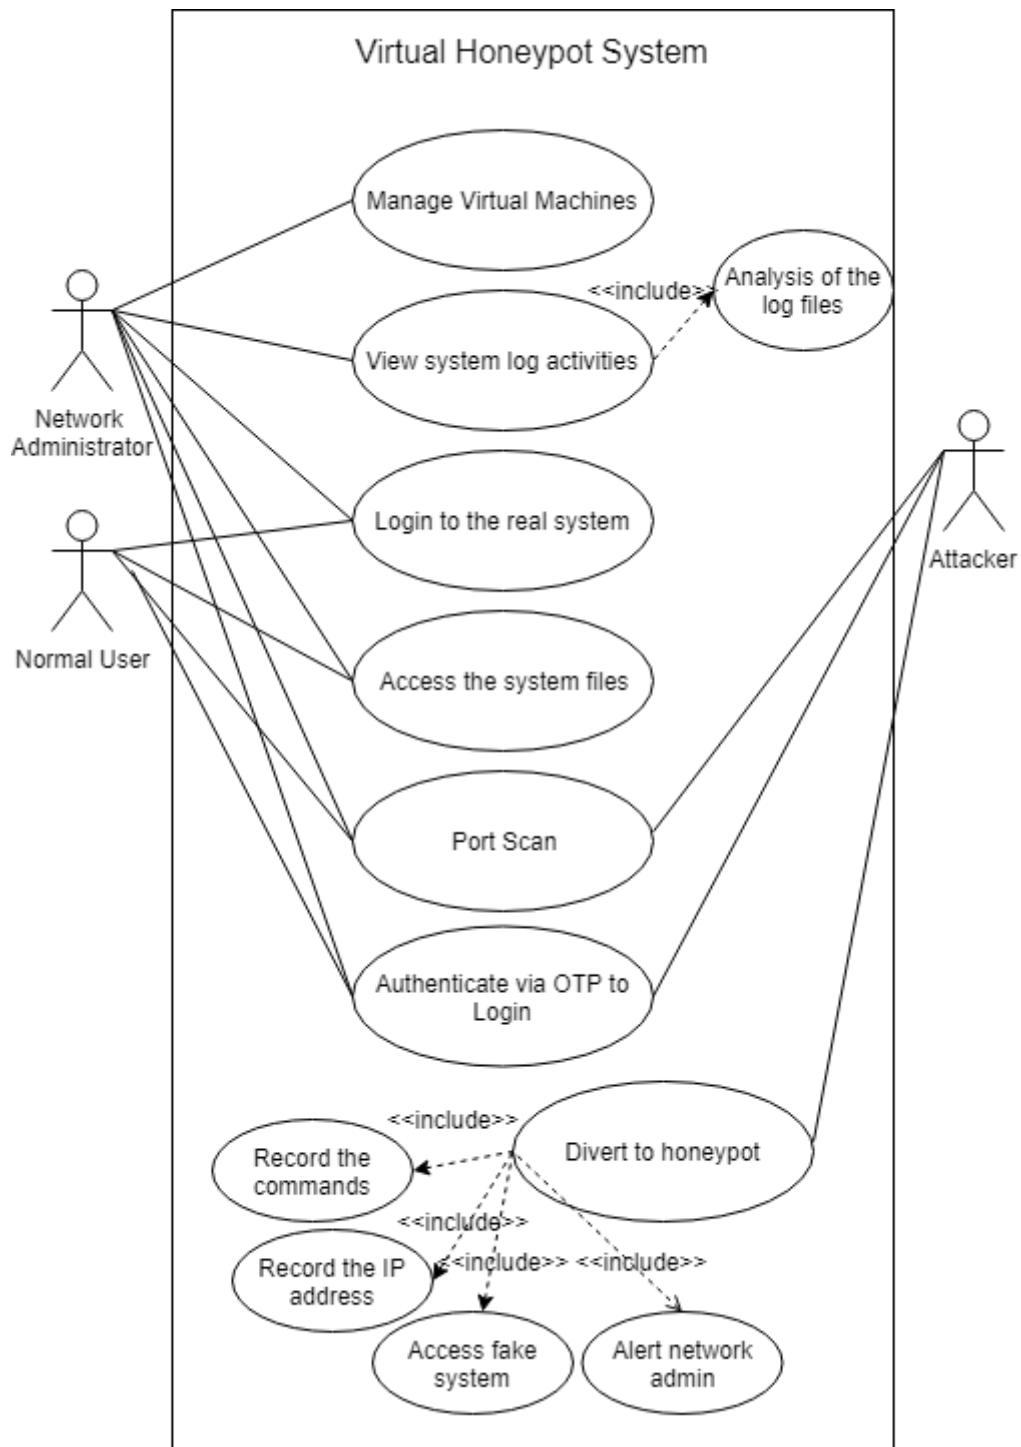 Virtual Honeypot System
Manage Virtual Machines
<<include>>
Analysis of the
log files
View system log activities
Network
Administrator
Login to the real system
Attacker
Normal User
Access the system files
Port Scan
Authenticate via OTP to
Login
<<include>>
Divert to honeypot
Record the
commands
<<include>>
<<include>>
<<include>>
Record the IP
address
Access fake
system
Alert network
admin